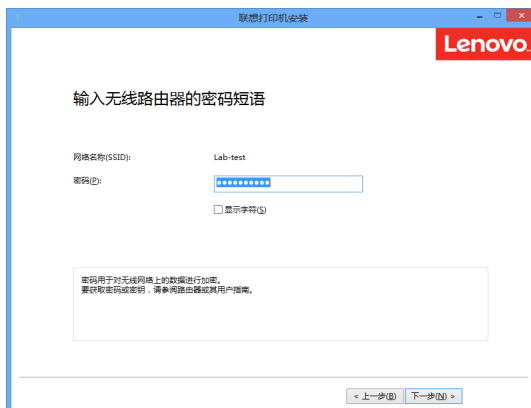 联想打印机安装
Lenovo
输入无线路由器的密码短语
网络名称(SSID): Lab-test
密码(P):
显示字符(S)
密码用于对无线网络上的数据进行加密。
要获取密码或密钥，请参阅路由器或其用户指南。
< 上一步(B) 下一步(N) >